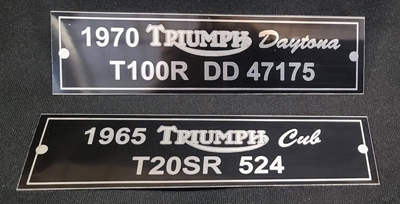 1970 TRIUMPH Daytona
T100R DD 47175
1965 TRIUMPH Cub
T20SR 524